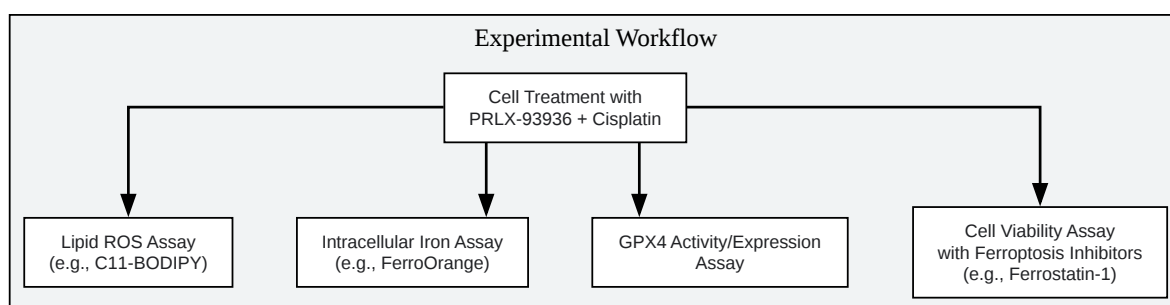 Experimental Workflow
Cell Treatment with
PRLX-93936 + Cisplatin
Lipid ROS Assay
(e.g., C11-BODIPY)
Intracellular Iron Assay
(e.g., FerroOrange)
GPX4 Activity/Expression
Assay
Cell Viability Assay
with Ferroptosis Inhibitors
(e.g., Ferrostatin-1)